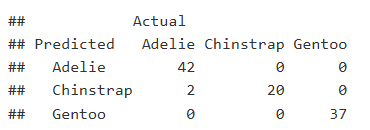 ##            Actual
## Predicted   Adelie Chinstrap Gentoo
##   Adelie        42         0      0
##   Chinstrap      2        20      0
##   Gentoo         0         0     37